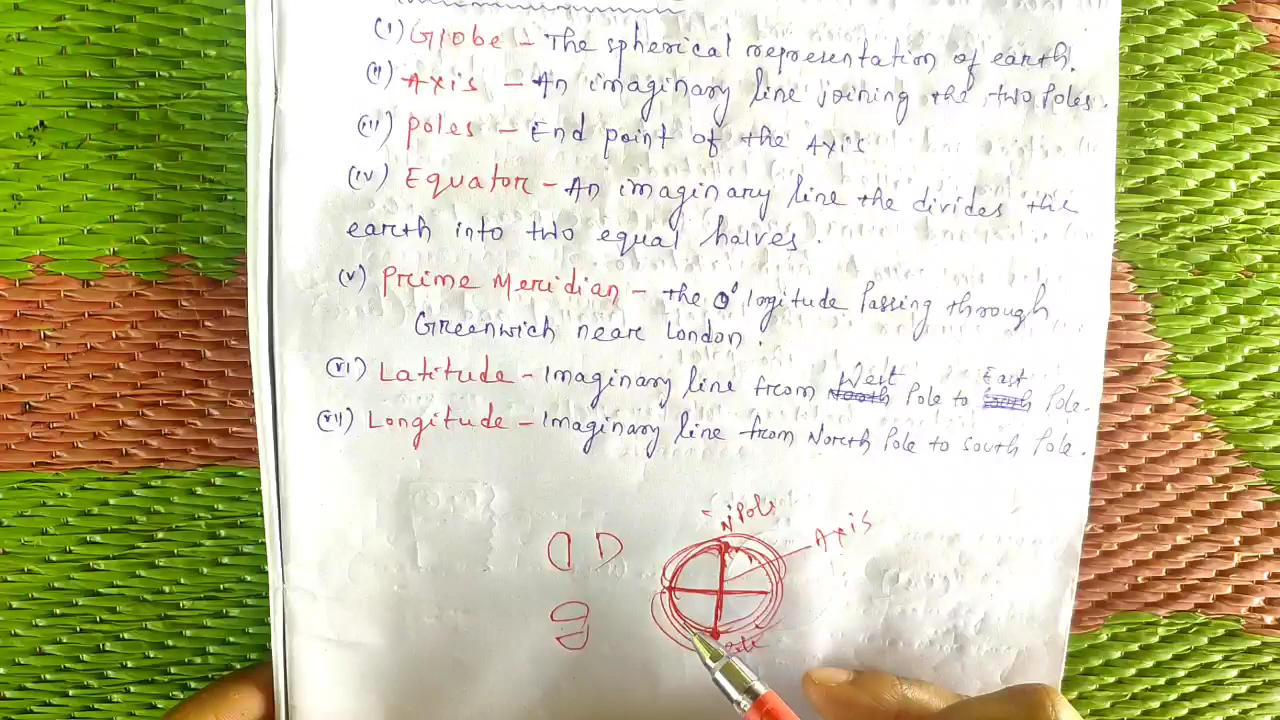 (i) Globe - The spherical representation of earth.
(ii) Axis - An imaginary line joining the two Poles.
(iii) Poles - End point of the Axis
(iv) Equator - An imaginary line the divides the
earth into two equal halves.
(v) Prime Meridian - the 0° logitude Passing through
Greenwich near London.
(vi) Latitude - Imaginary line from West Pole to East Pole.
(vii) Longitude - Imaginary line from North Pole to south Pole.
N Pole
Axis